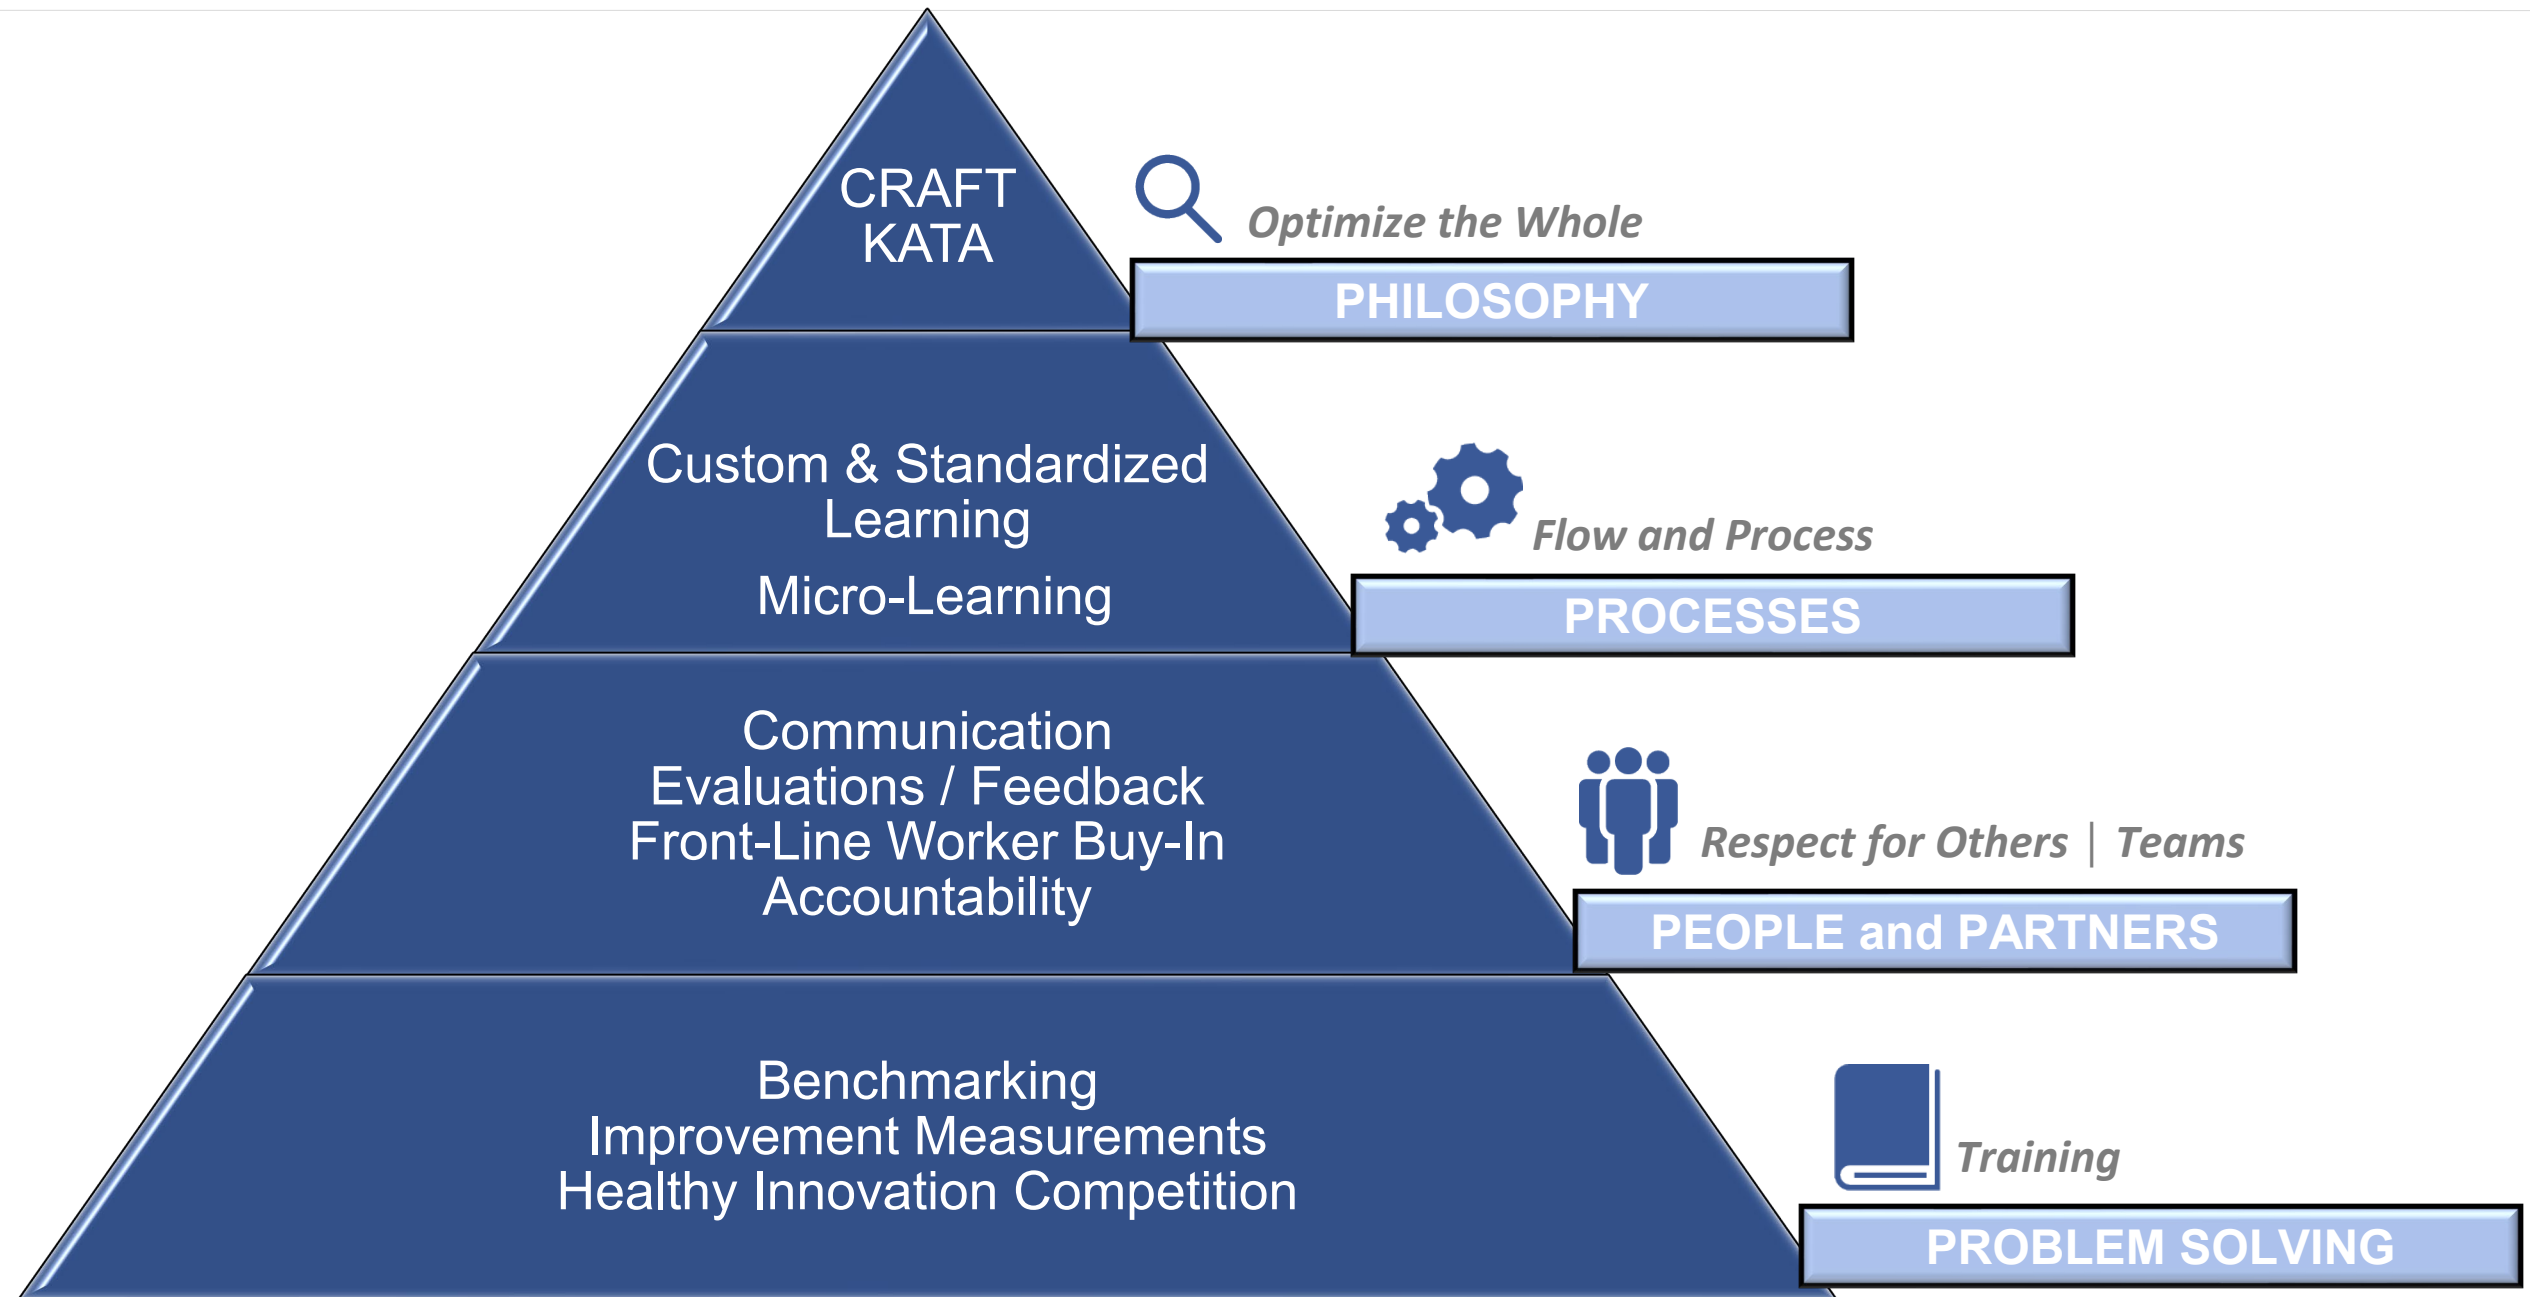 CRAFT
KATA
Optimize the Whole
PHILOSOPHY
Custom & Standardized
Learning
Micro-Learning
Flow and Process
PROCESSES
Communication
Evaluations / Feedback
Front-Line Worker Buy-In
Accountability
Respect for Others | Teams
PEOPLE and PARTNERS
Benchmarking
Improvement Measurements
Healthy Innovation Competition
Training
PROBLEM SOLVING